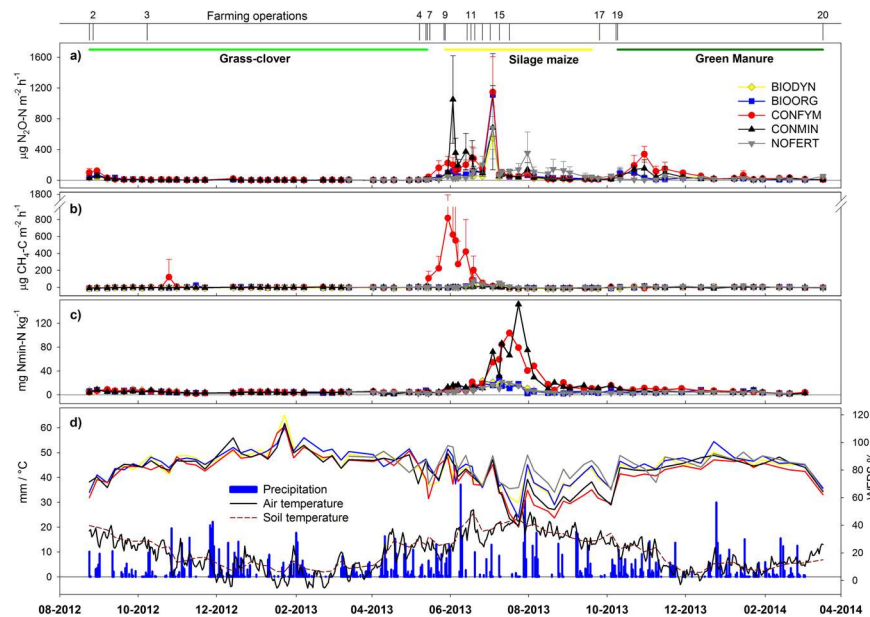 2 3 Farming operations 4 7 9 11 15 17 19 20
a)
Grass-clover Silage maize Green Manure
µg N₂O-N m⁻² h⁻¹
1600
1200
800
400
0
BIODYN
BIOORG
CONFYM
CONMIN
NOFERT
b)
µg CH₄-C m⁻² h⁻¹
1800
800
600
400
200
0
c)
mg Nmin-N kg⁻¹
120
80
40
0
d)
mm / °C
60
50
40
30
20
10
0
Precipitation
Air temperature
Soil temperature
120
100
80
60
40
20
0
WFPS %
08-2012 10-2012 12-2012 02-2013 04-2013 06-2013 08-2013 10-2013 12-2013 02-2014 04-2014